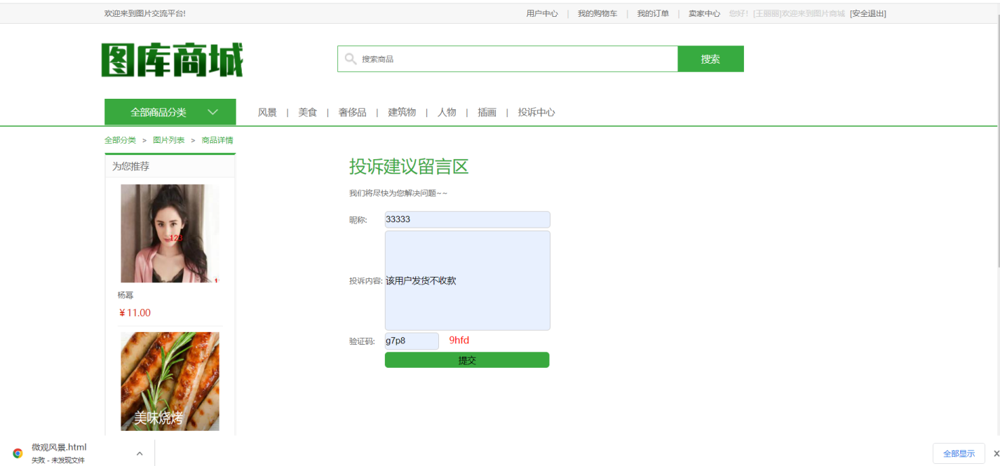 欢迎来到图片交流平台!
用户中心 | 我的购物车 | 我的订单 | 卖家中心 您好！[王丽丽]欢迎来到图片商城 [安全退出]
图库商城
搜索商品 搜索
全部商品分类 风景 | 美食 | 奢侈品 | 建筑物 | 人物 | 插画 | 投诉中心
全部分类 > 图片列表 > 商品详情
为您推荐
123
杨幂
¥11.00
美味烧烤
投诉建议留言区
我们将尽快为您解决问题~~
昵称: 33333
投诉内容: 该用户发货不收款
验证码: g7p8 9hfd
提交
微观风景.html
失败 - 未发现文件
全部显示